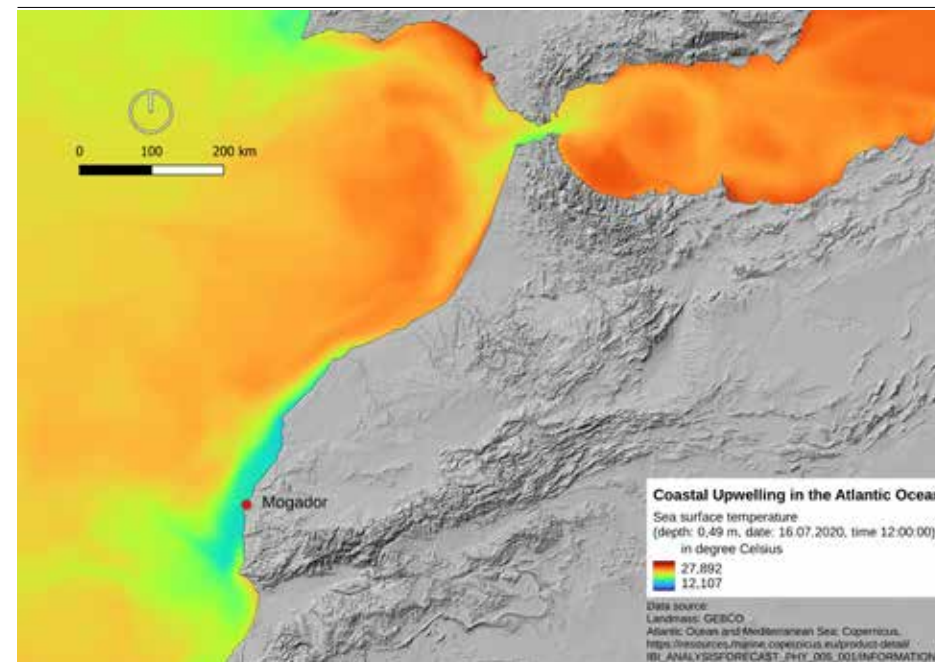 0 100 200 km
Mogador
Coastal Upwelling in the Atlantic Ocea
Sea surface temperature
(depth: 0,49 m, date: 16.07.2020, time 12:00:00)
in degree Celsius
27,892
12,107
Data source:
Landmass: GEBCO
Atlantic Ocean and Mediterranean Sea: Copernicus,
https://resources.marine.copernicus.eu/product-detail/
IBI_ANALYSISFORECAST_PHY_005_001/INFORMATION